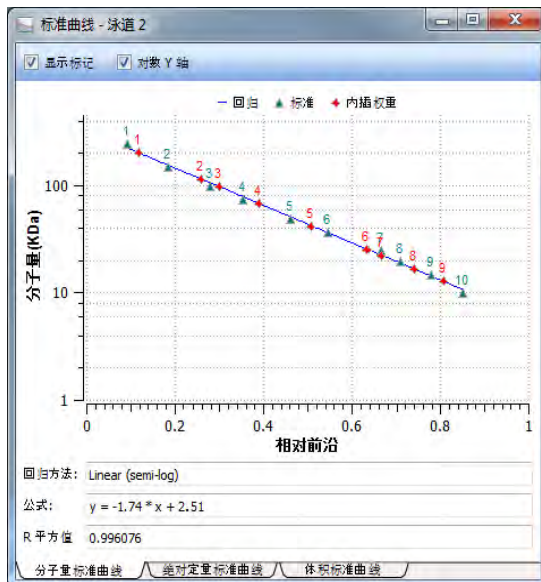 标准曲线 - 泳道 2
显示标记 对数 Y 轴
回归 标准 内插权重
1 1
2
2 3 3
100
4 4
5 5 6
6 7
7 8 8 9 9
10 10
1
分子量(KDa)
0 0.2 0.4 0.6 0.8 1
相对前沿
回归方法: Linear (semi-log)
公式: y = -1.74 * x + 2.51
R 平方值 0.996076
分子量标准曲线 绝对定量标准曲线 体积标准曲线